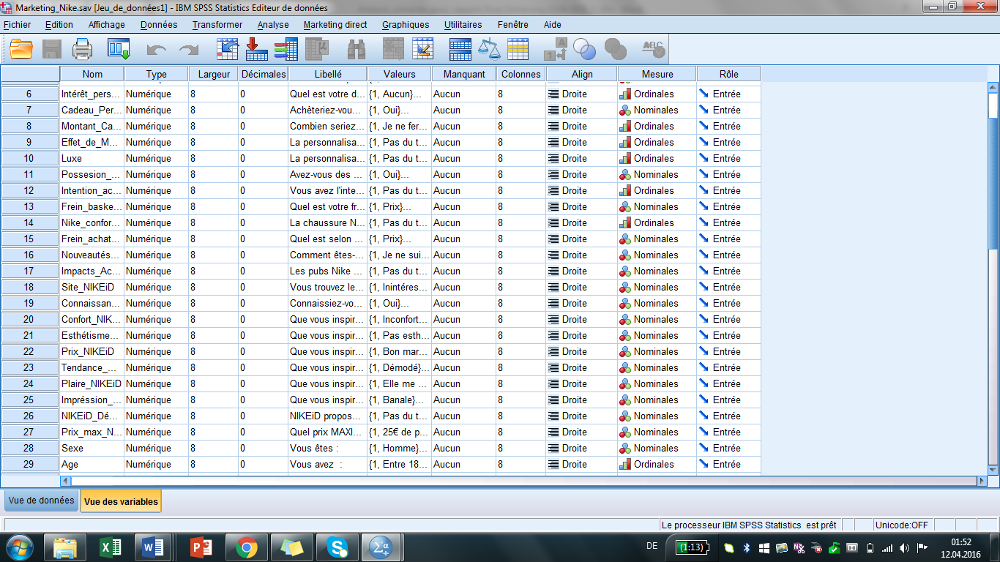 Marketing_Nike.sav [Jeu_de_données1] - IBM SPSS Statistics Editeur de données
Fichier Edition Affichage Données Transformer Analyse Marketing direct Graphiques Utilitaires Fenêtre Aide
Nom Type Largeur Décimales Libellé Valeurs Manquant Colonnes Align Mesure Rôle
6 Intérêt_pers... Numérique 8 0 Quel est votre d... {1, Aucun}... Aucun 8 Droite Ordinales Entrée
7 Cadeau_Per... Numérique 8 0 Achèteriez-vou... {1, Oui}... Aucun 8 Droite Nominales Entrée
8 Montant_Ca... Numérique 8 0 Combien seriez... {1, Je ne fer... Aucun 8 Droite Ordinales Entrée
9 Effet_de_M... Numérique 8 0 La personnalisa... {1, Pas du t... Aucun 8 Droite Ordinales Entrée
10 Luxe Numérique 8 0 La personnalisa... {1, Pas du t... Aucun 8 Droite Ordinales Entrée
11 Possesion_... Numérique 8 0 Avez-vous des ... {1, Oui}... Aucun 8 Droite Nominales Entrée
12 Intention_ac... Numérique 8 0 Vous avez l'inte... {1, Pas du t... Aucun 8 Droite Ordinales Entrée
13 Frein_baske... Numérique 8 0 Quel est votre fr... {1, Prix}... Aucun 8 Droite Nominales Entrée
14 Nike_confor... Numérique 8 0 La chaussure N... {1, Pas du t... Aucun 8 Droite Ordinales Entrée
15 Frein_achat... Numérique 8 0 Quel est selon ... {1, Prix}... Aucun 8 Droite Nominales Entrée
16 Nouveautés... Numérique 8 0 Comment êtes-... {1, Je ne sui... Aucun 8 Droite Nominales Entrée
17 Impacts_Ac... Numérique 8 0 Les pubs Nike ... {1, Pas du t... Aucun 8 Droite Nominales Entrée
18 Site_NIKEiD Numérique 8 0 Vous trouvez le... {1, Inintéres... Aucun 8 Droite Nominales Entrée
19 Connaissan... Numérique 8 0 Connaissiez-vo... {1, Oui}... Aucun 8 Droite Nominales Entrée
20 Confort_NIK... Numérique 8 0 Que vous inspir... {1, Inconfort... Aucun 8 Droite Nominales Entrée
21 Esthétisme... Numérique 8 0 Que vous inspir... {1, Pas esth... Aucun 8 Droite Nominales Entrée
22 Prix_NIKEiD Numérique 8 0 Que vous inspir... {1, Bon mar... Aucun 8 Droite Nominales Entrée
23 Tendance_... Numérique 8 0 Que vous inspir... {1, Démodé}... Aucun 8 Droite Nominales Entrée
24 Plaire_NIKEiD Numérique 8 0 Que vous inspir... {1, Elle me ... Aucun 8 Droite Nominales Entrée
25 Impréssion_... Numérique 8 0 Que vous inspir... {1, Banale}... Aucun 8 Droite Nominales Entrée
26 NIKEiD_Dé... Numérique 8 0 NIKEiD propos... {1, Pas du t... Aucun 8 Droite Nominales Entrée
27 Prix_max_N... Numérique 8 0 Quel prix MAXI... {1, 25€ de p... Aucun 8 Droite Nominales Entrée
28 Sexe Numérique 8 0 Vous êtes : {1, Homme}... Aucun 8 Droite Nominales Entrée
29 Age Numérique 8 0 Vous avez : {1, Entre 18... Aucun 8 Droite Ordinales Entrée
Vue de données Vue des variables
Le processeur IBM SPSS Statistics est prêt Unicode:OFF
DE (1:13) 01:52
12.04.2016